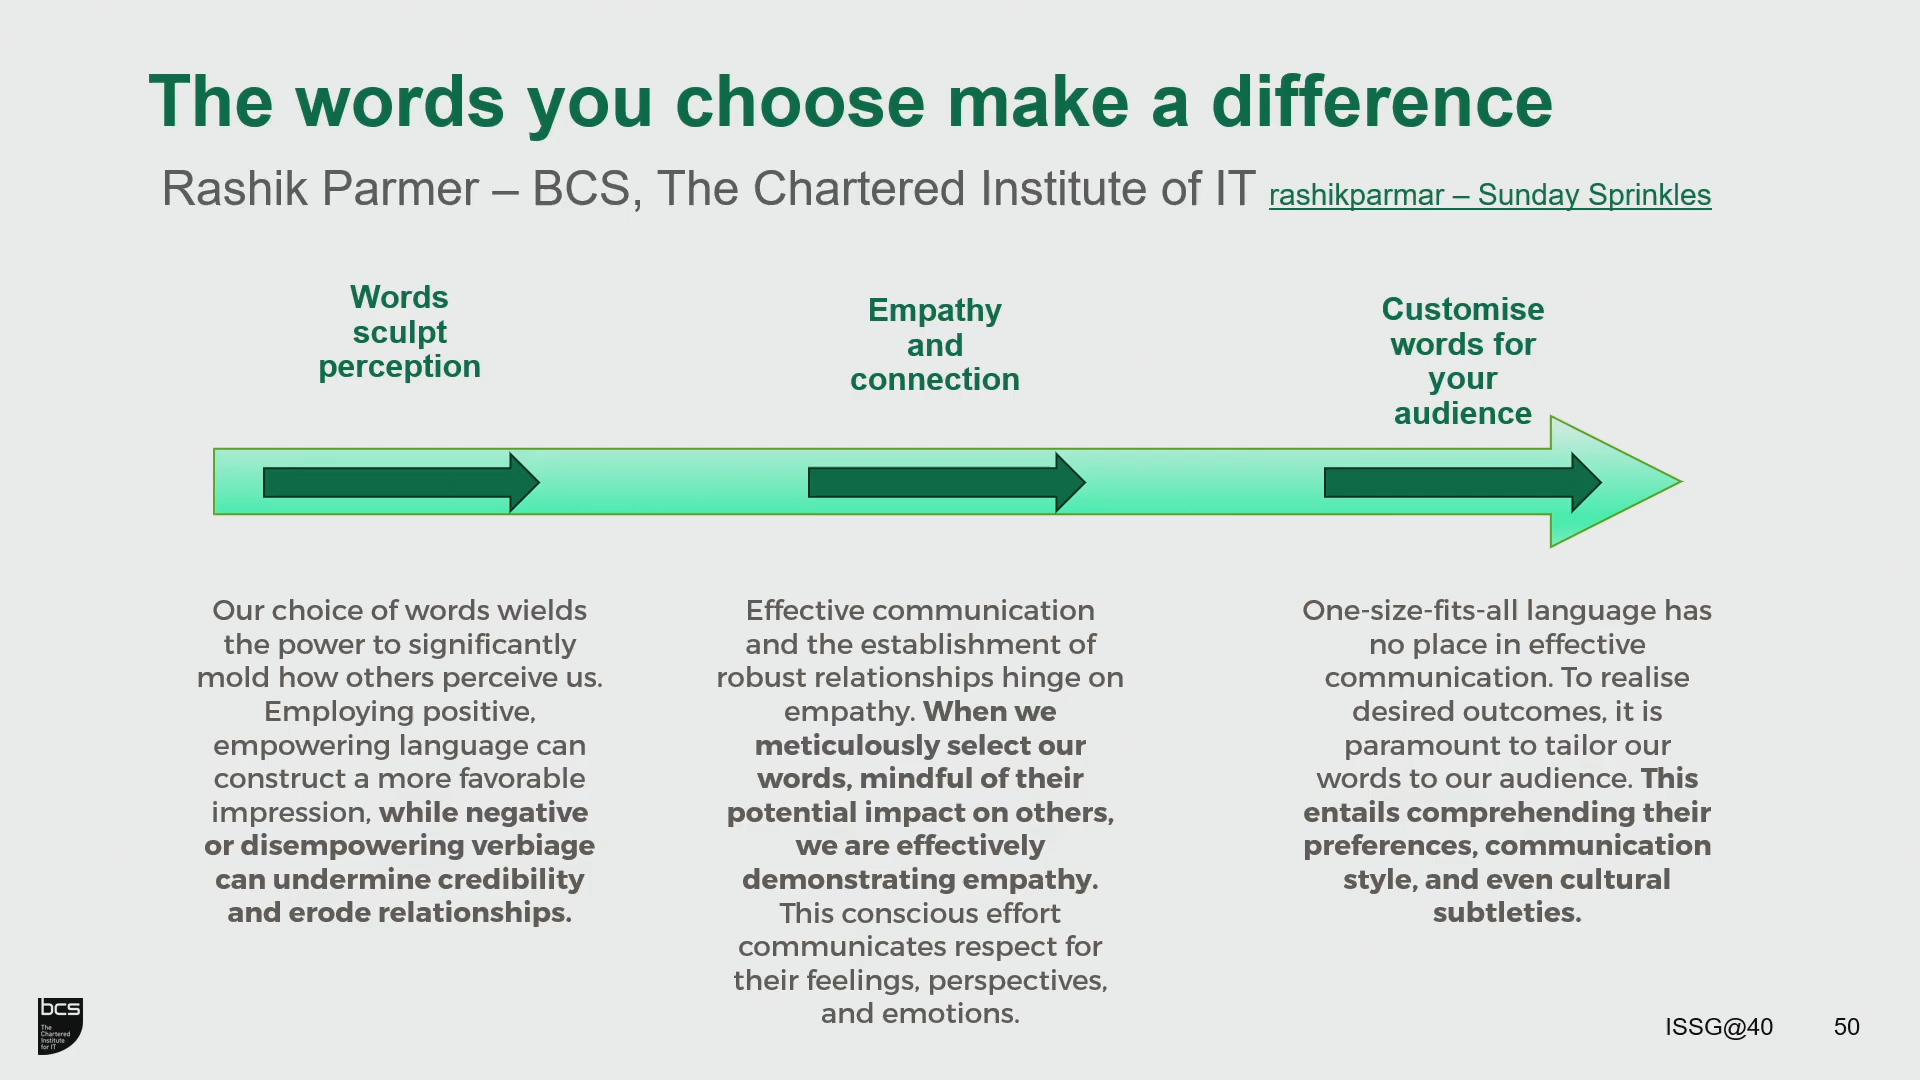 The words you choose make a difference
Rashik Parmer – BCS, The Chartered Institute of IT rashikparmar – Sunday Sprinkles
Words
sculpt
perception
Empathy
and
connection
Customise
words for
your
audience
Our choice of words wields
the power to significantly
mold how others perceive us.
Employing positive,
empowering language can
construct a more favorable
impression, while negative
or disempowering verbiage
can undermine credibility
and erode relationships.
Effective communication
and the establishment of
robust relationships hinge on
empathy. When we
meticulously select our
words, mindful of their
potential impact on others,
we are effectively
demonstrating empathy.
This conscious effort
communicates respect for
their feelings, perspectives,
and emotions.
One-size-fits-all language has
no place in effective
communication. To realise
desired outcomes, it is
paramount to tailor our
words to our audience. This
entails comprehending their
preferences, communication
style, and even cultural
subtleties.
bcs
The
Chartered
Institute
for IT
ISSG@40
50